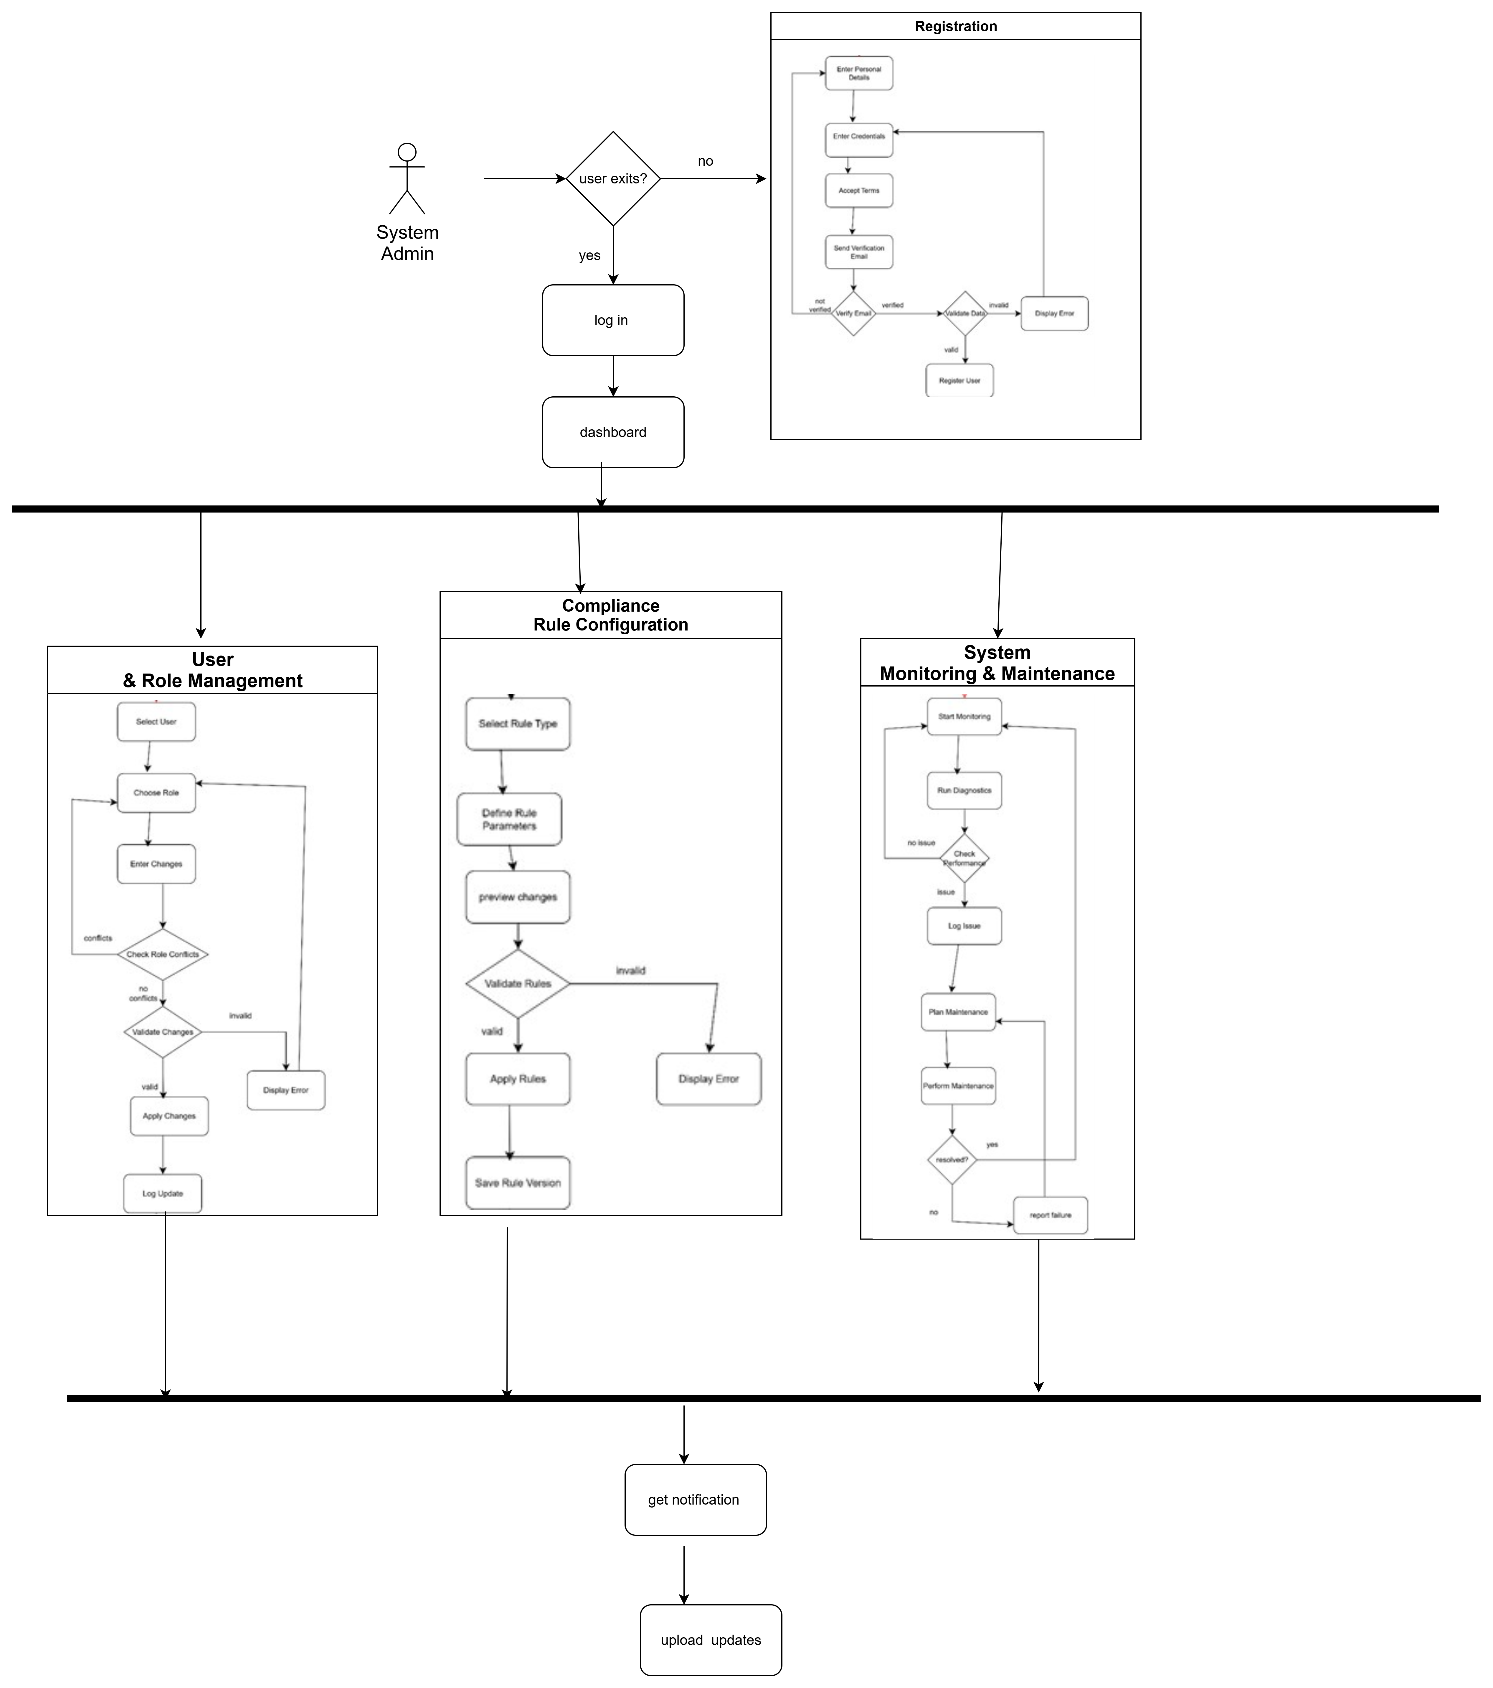 Registration
Enter Personal
Details
Enter Credentials
Accept Terms
Send Verification
Email
not
verified
Verify Email
verified
Validate Data
invalid
Display Error
valid
Register User
System
Admin
user exits?
no
yes
log in
dashboard
User
& Role Management
Select User
Choose Role
Enter Changes
conflicts
Check Role Conflicts
no
conflicts
Validate Changes
invalid
valid
Display Error
Apply Changes
Log Update
Compliance
Rule Configuration
Select Rule Type
Define Rule
Parameters
preview changes
Validate Rules
invalid
valid
Apply Rules
Display Error
Save Rule Version
System
Monitoring & Maintenance
Start Monitoring
Run Diagnostics
no issue
Check
Performance
issue
Log Issue
Plan Maintenance
Perform Maintenance
resolved?
yes
no
report failure
get notification
upload updates